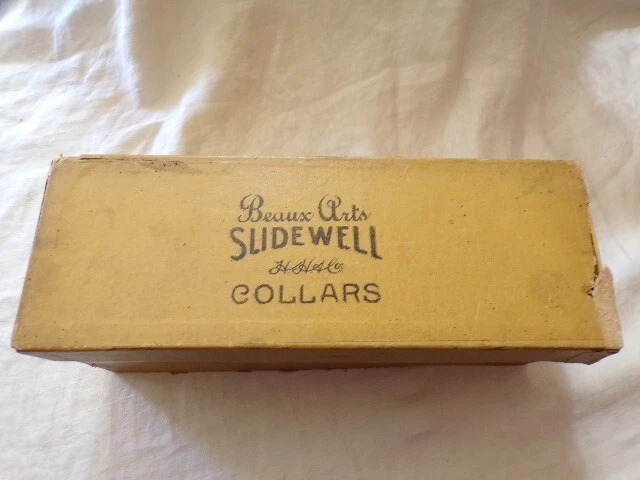 Beaux Arts
SLIDEWELL
H H & Co.
COLLARS